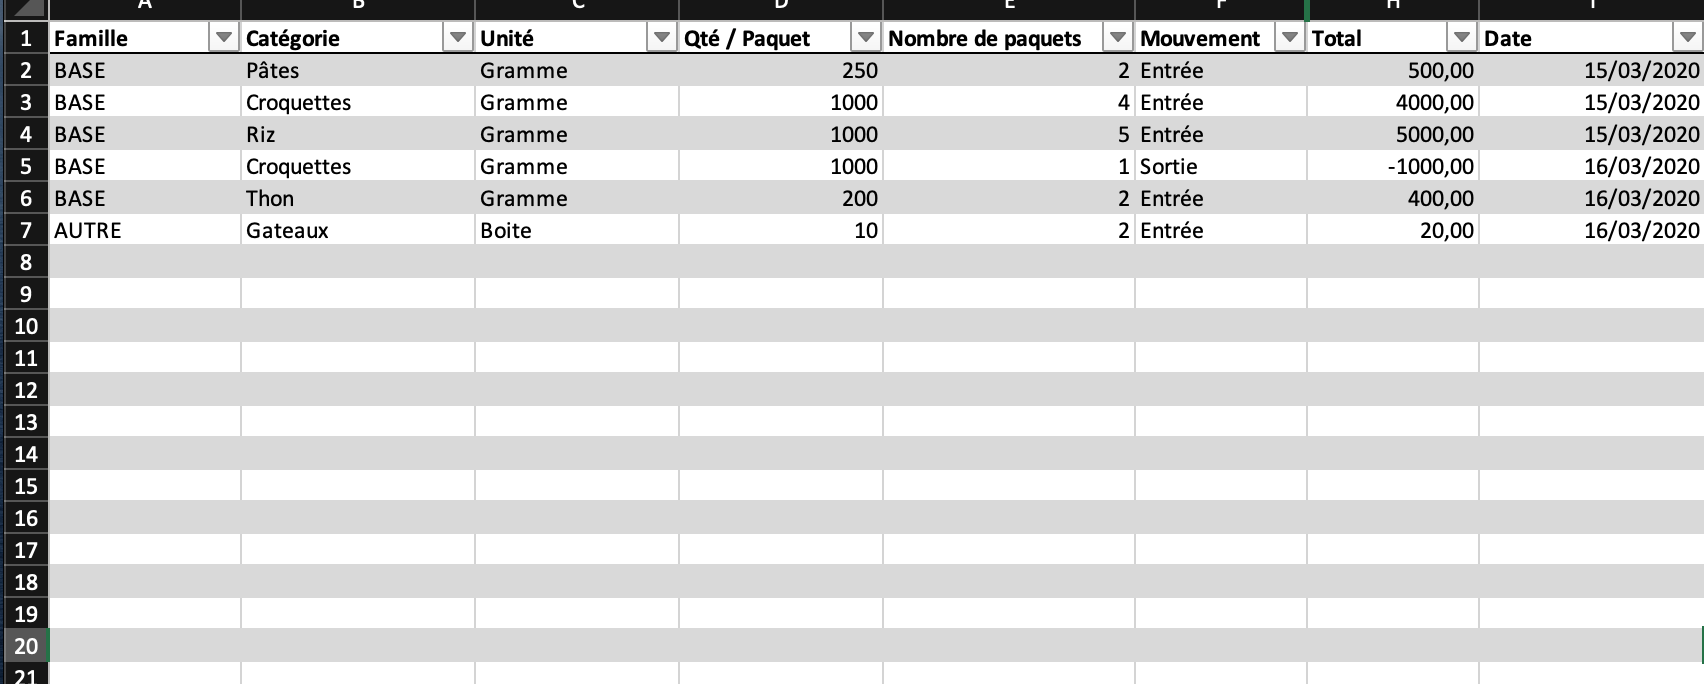 A B C D E F H I
1 Famille Catégorie Unité Qté / Paquet Nombre de paquets Mouvement Total Date
2 BASE Pâtes Gramme 250 2 Entrée 500,00 15/03/2020
3 BASE Croquettes Gramme 1000 4 Entrée 4000,00 15/03/2020
4 BASE Riz Gramme 1000 5 Entrée 5000,00 15/03/2020
5 BASE Croquettes Gramme 1000 1 Sortie -1000,00 16/03/2020
6 BASE Thon Gramme 200 2 Entrée 400,00 16/03/2020
7 AUTRE Gateaux Boite 10 2 Entrée 20,00 16/03/2020
8
9
10
11
12
13
14
15
16
17
18
19
20
21